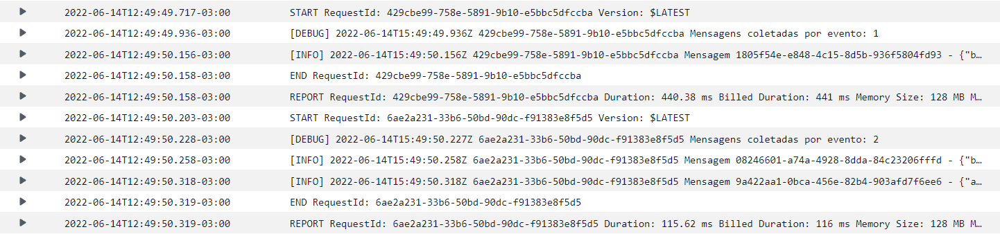 2022-06-14T12:49:49.717-03:00 START RequestId: 429cbe99-758e-5891-9b10-e5bbc5dfccba Version: $LATEST
2022-06-14T12:49:49.936-03:00 [DEBUG] 2022-06-14T15:49:49.936Z 429cbe99-758e-5891-9b10-e5bbc5dfccba Mensagens coletadas por evento: 1
2022-06-14T12:49:50.156-03:00 [INFO] 2022-06-14T15:49:50.156Z 429cbe99-758e-5891-9b10-e5bbc5dfccba Mensagem 1805f54e-e848-4c15-8d5b-936f5804fd93 - {"b…
2022-06-14T12:49:50.158-03:00 END RequestId: 429cbe99-758e-5891-9b10-e5bbc5dfccba
2022-06-14T12:49:50.158-03:00 REPORT RequestId: 429cbe99-758e-5891-9b10-e5bbc5dfccba Duration: 440.38 ms Billed Duration: 441 ms Memory Size: 128 MB M…
2022-06-14T12:49:50.203-03:00 START RequestId: 6ae2a231-33b6-50bd-90dc-f91383e8f5d5 Version: $LATEST
2022-06-14T12:49:50.228-03:00 [DEBUG] 2022-06-14T15:49:50.227Z 6ae2a231-33b6-50bd-90dc-f91383e8f5d5 Mensagens coletadas por evento: 2
2022-06-14T12:49:50.258-03:00 [INFO] 2022-06-14T15:49:50.258Z 6ae2a231-33b6-50bd-90dc-f91383e8f5d5 Mensagem 08246601-a74a-4928-8dda-84c23206fffd - {"b…
2022-06-14T12:49:50.318-03:00 [INFO] 2022-06-14T15:49:50.318Z 6ae2a231-33b6-50bd-90dc-f91383e8f5d5 Mensagem 9a422aa1-0bca-456e-82b4-903afd7f6ee6 - {"a…
2022-06-14T12:49:50.319-03:00 END RequestId: 6ae2a231-33b6-50bd-90dc-f91383e8f5d5
2022-06-14T12:49:50.319-03:00 REPORT RequestId: 6ae2a231-33b6-50bd-90dc-f91383e8f5d5 Duration: 115.62 ms Billed Duration: 116 ms Memory Size: 128 MB M…